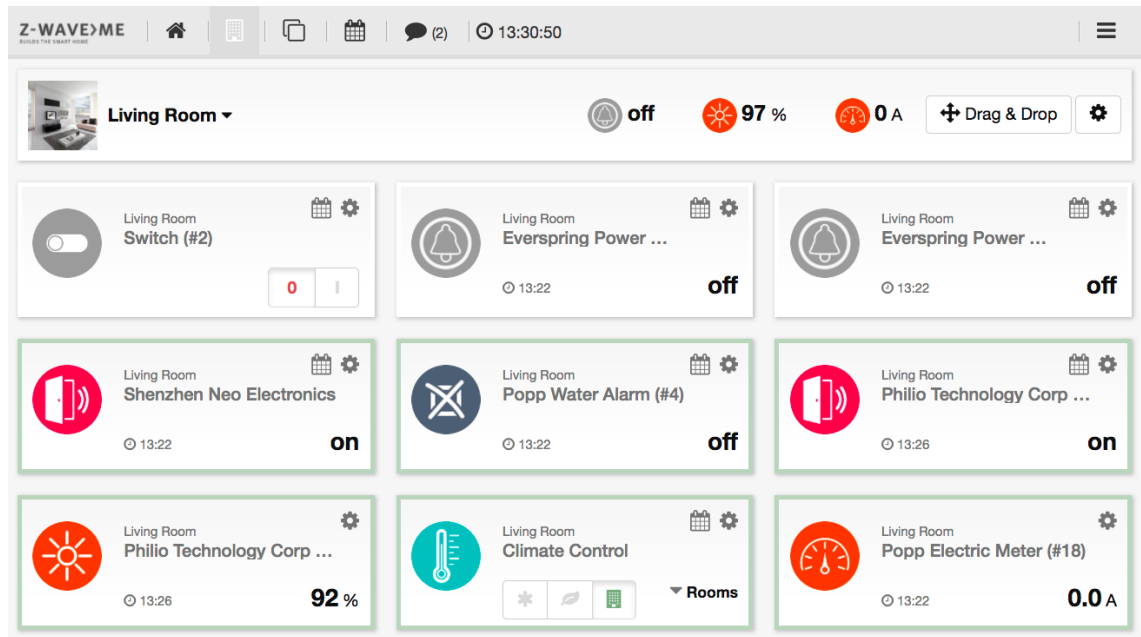 Z-WAVE>ME
BUILDS THE SMART HOME
(2)
13:30:50
Living Room
off
97 %
0 A
Drag & Drop
Living Room
Switch (#2)
0
I
Living Room
Everspring Power ...
13:22
off
Living Room
Everspring Power ...
13:22
off
Living Room
Shenzhen Neo Electronics
13:22
on
Living Room
Popp Water Alarm (#4)
13:22
off
Living Room
Philio Technology Corp ...
13:26
on
Living Room
Philio Technology Corp ...
13:26
92 %
Living Room
Climate Control
Rooms
Living Room
Popp Electric Meter (#18)
13:22
0.0 A